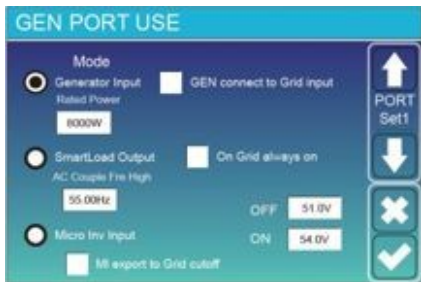 GEN PORT USE
Mode
Generator Input
GEN connect to Grid input
Rated Power
8000W
PORT
Set1
SmartLoad Output
On Grid always on
AC Couple Fre High
55.00Hz
OFF 51.0V
Micro Inv Input
ON 54.0V
MI export to Grid cutoff